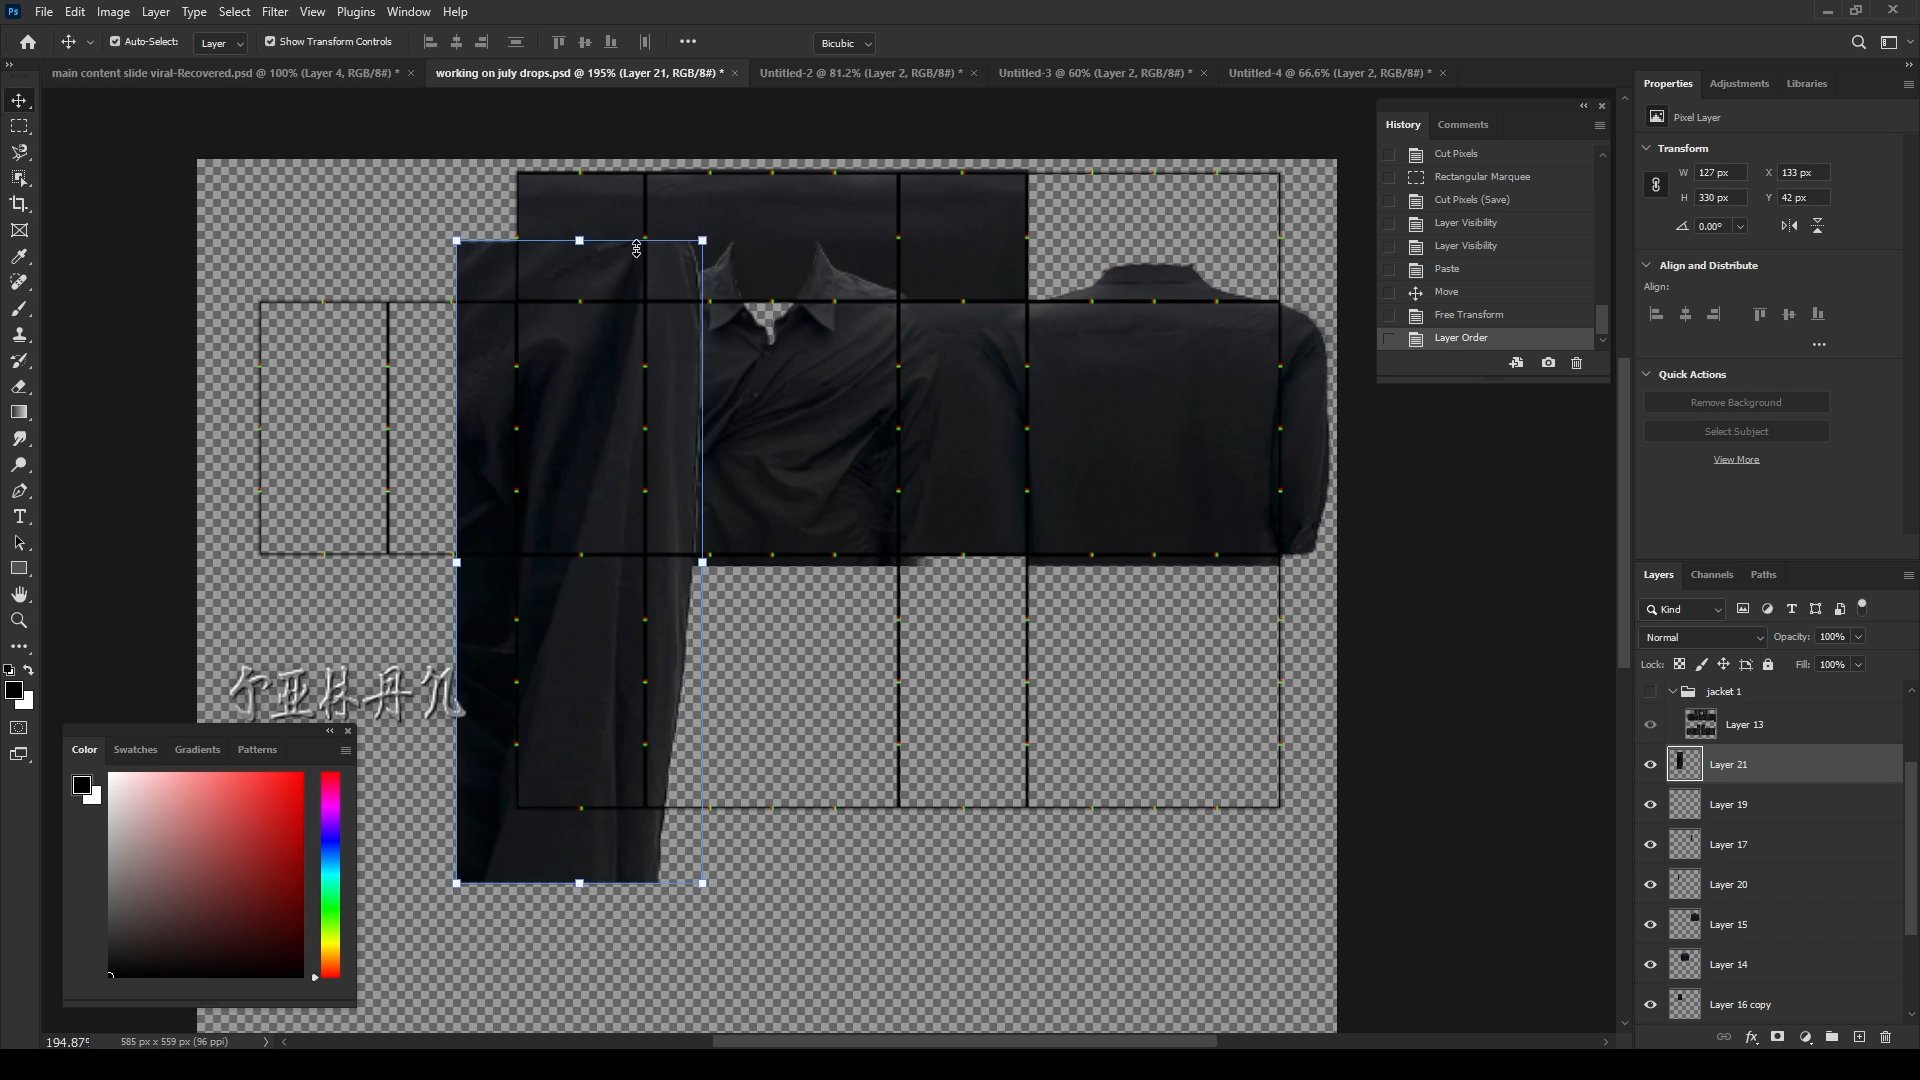 Ps File Edit Image Layer Type Select Filter View Plugins Window Help
Auto-Select: Layer Show Transform Controls Bicubic
main content slide viral-Recovered.psd @ 100% (Layer 4, RGB/8#) * working on july drops.psd @ 195% (Layer 21, RGB/8#) * Untitled-2 @ 81.2% (Layer 2, RGB/8#) * Untitled-3 @ 60% (Layer 2, RGB/8#) * Untitled-4 @ 66.6% (Layer 2, RGB/8#) *
History Comments
Cut Pixels
Rectangular Marquee
Cut Pixels (Save)
Layer Visibility
Layer Visibility
Paste
Move
Free Transform
Layer Order
Properties Adjustments Libraries
Pixel Layer
Transform
W 127 px X 133 px
H 330 px Y 42 px
0.00°
Align and Distribute
Align:
Quick Actions
Remove Background
Select Subject
View More
Layers Channels Paths
Kind
Normal Opacity: 100%
Lock: Fill: 100%
jacket 1
Layer 13
Layer 21
Layer 19
Layer 17
Layer 20
Layer 15
Layer 14
Layer 16 copy
Color Swatches Gradients Patterns
585 px x 559 px (96 ppi)